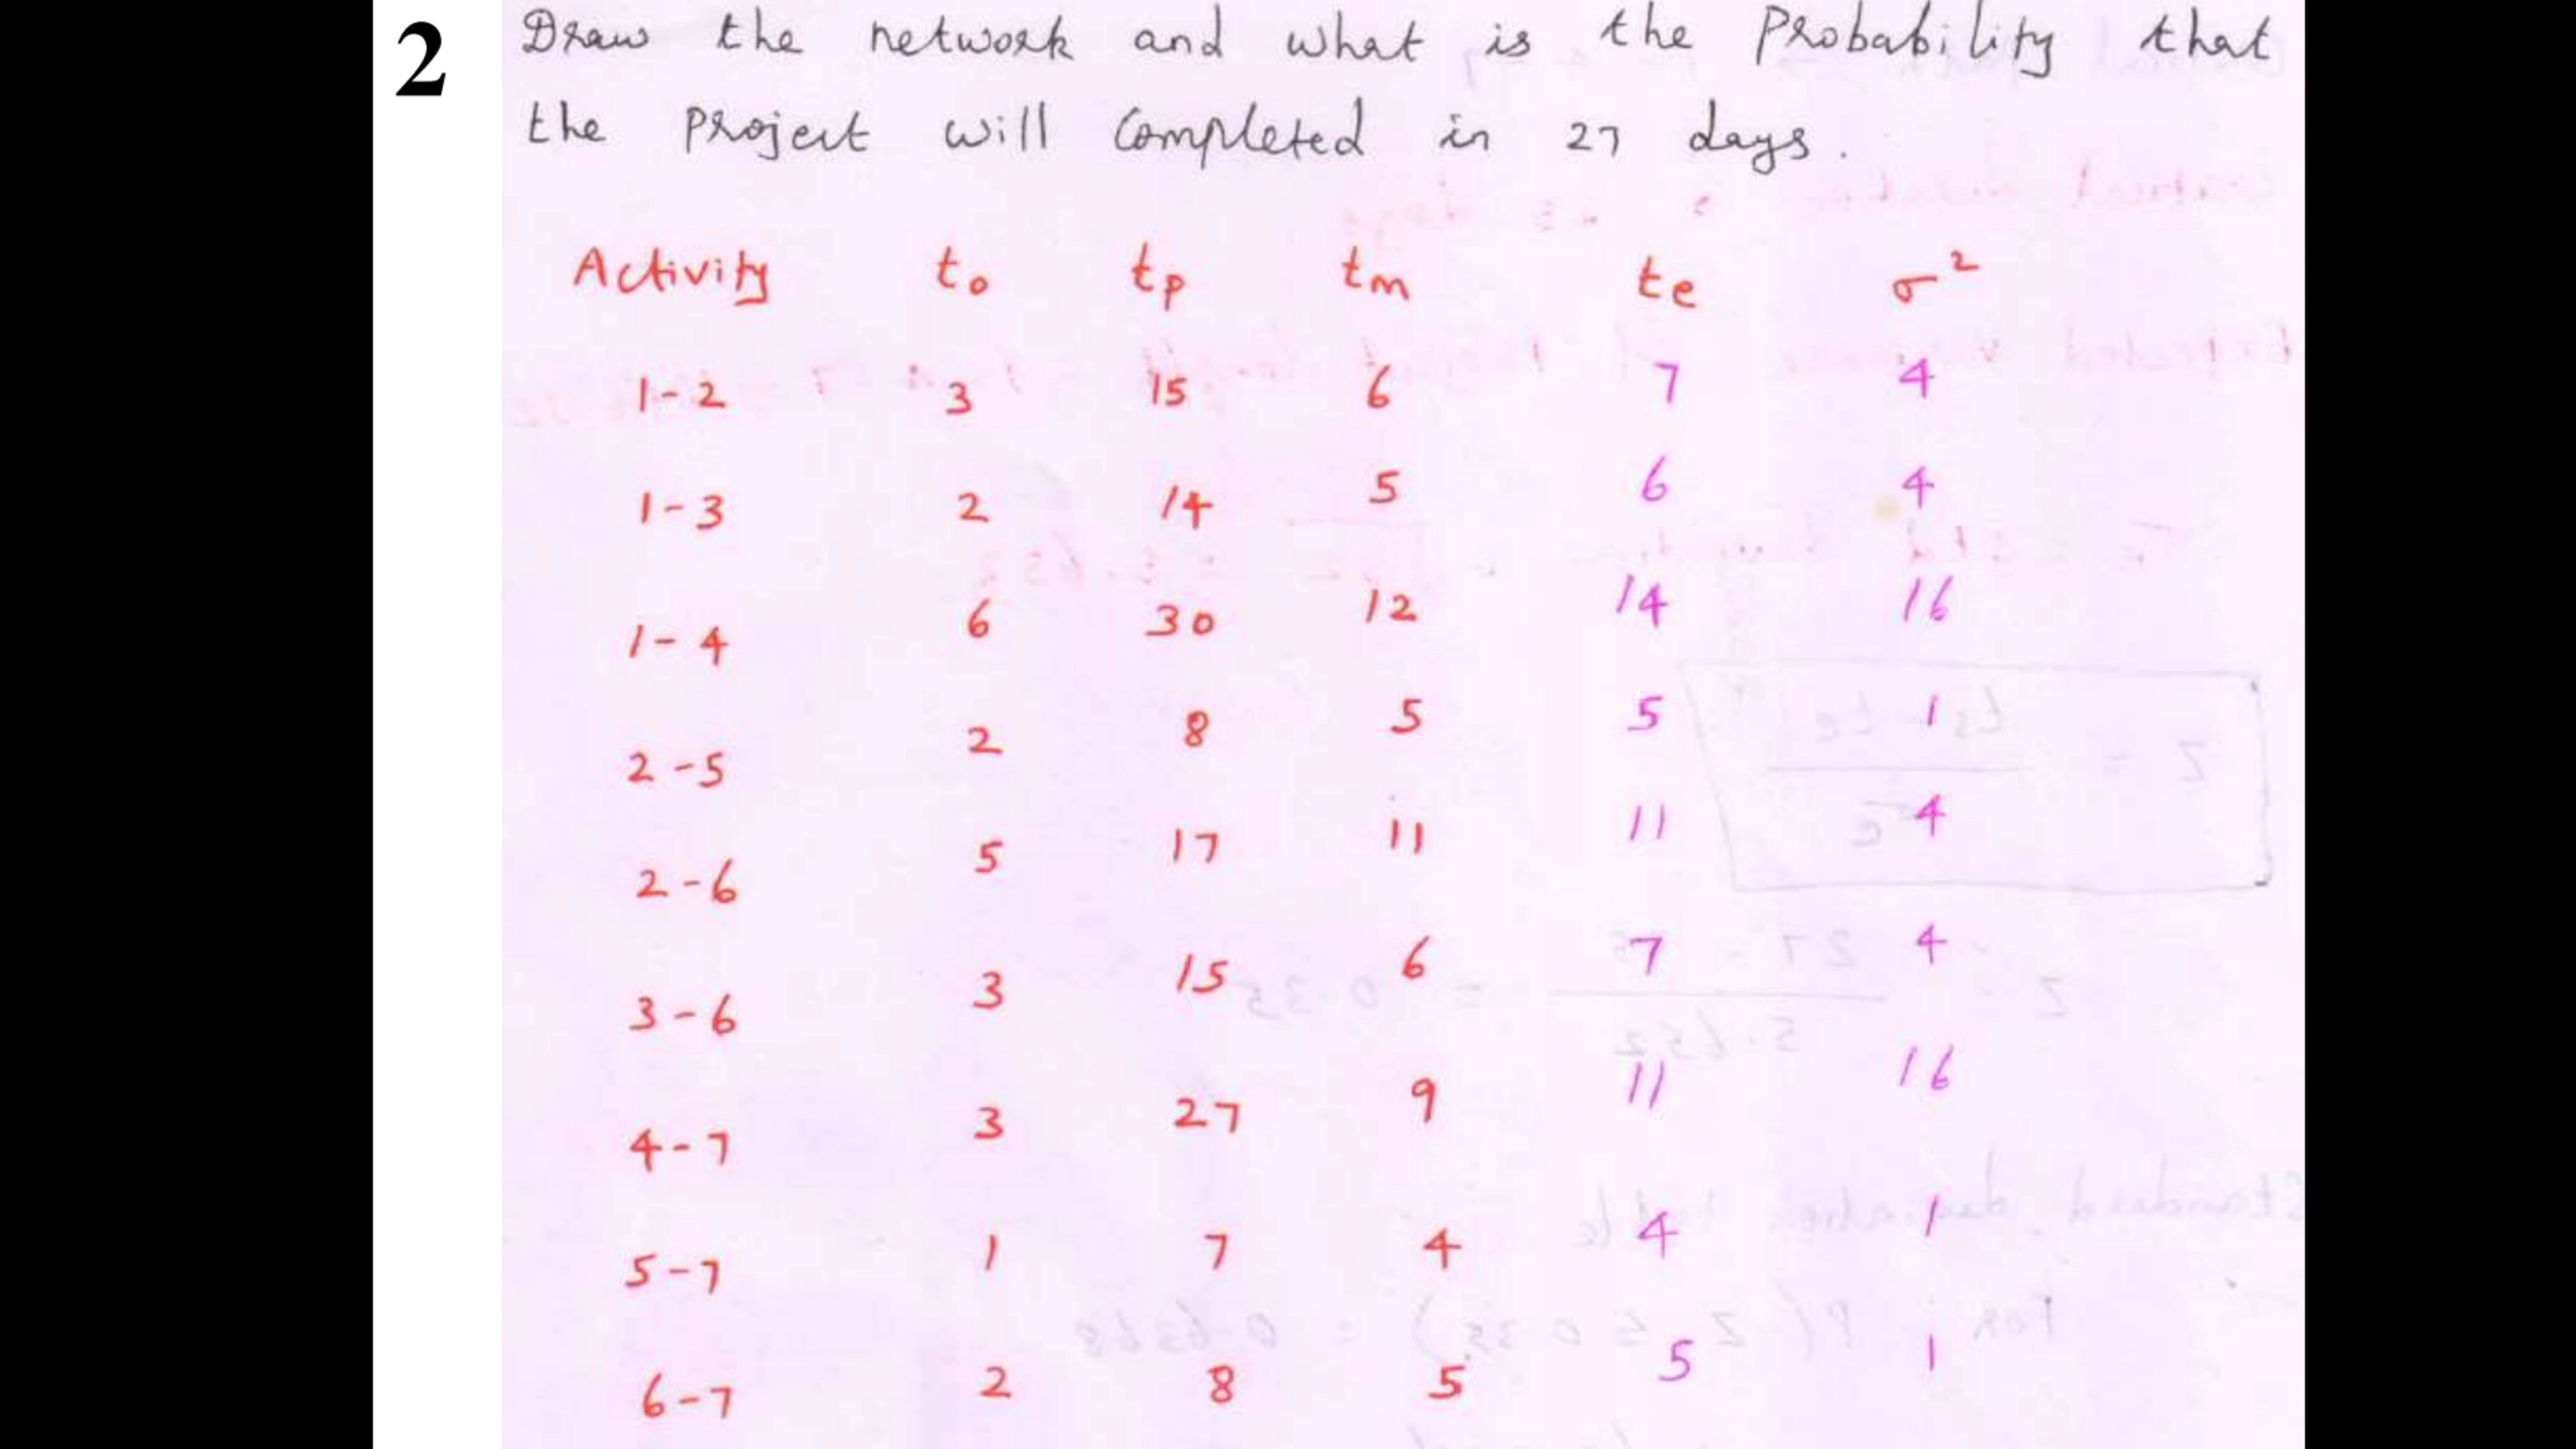 2
Draw the network and what is the Probability that
the Project will Completed in 27 days.
Activity to tp tm te σ²
1-2 3 15 6 7 4
1-3 2 14 5 6 4
1-4 6 30 12 14 16
2-5 2 8 5 5 1
2-6 5 17 11 11 4
3-6 3 15 6 7 4
4-7 3 27 9 11 16
5-7 1 7 4 4 1
6-7 2 8 5 5 1